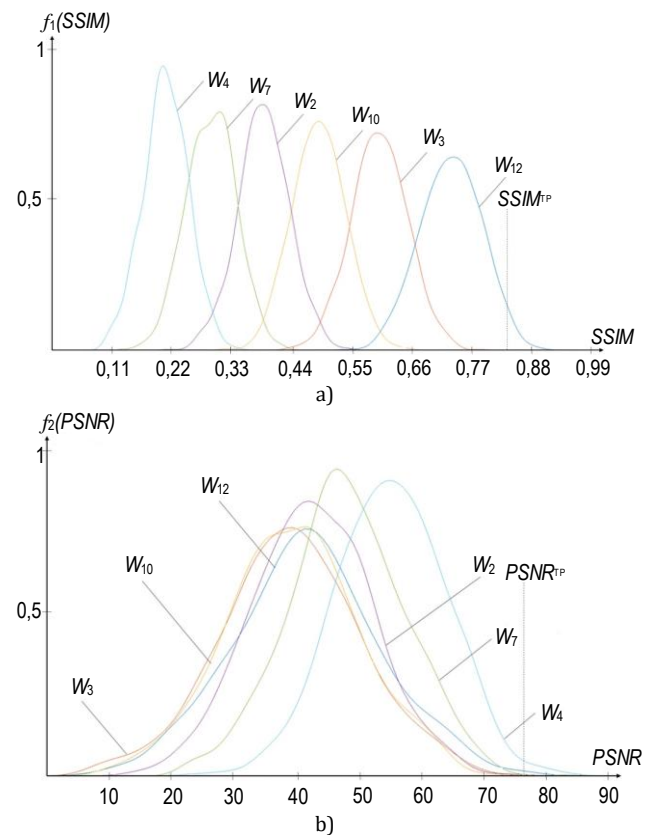 f₁(SSIM)
1
W₄
W₇
W₂
W₁₀
W₃
W₁₂
SSIMᵀᴾ
0,5
SSIM
0,11 0,22 0,33 0,44 0,55 0,66 0,77 0,88 0,99
a)
f₂(PSNR)
1
W₁₂
W₁₀
W₂
PSNRᵀᴾ
0,5
W₇
W₃
W₄
PSNR
10 20 30 40 50 60 70 80 90
b)